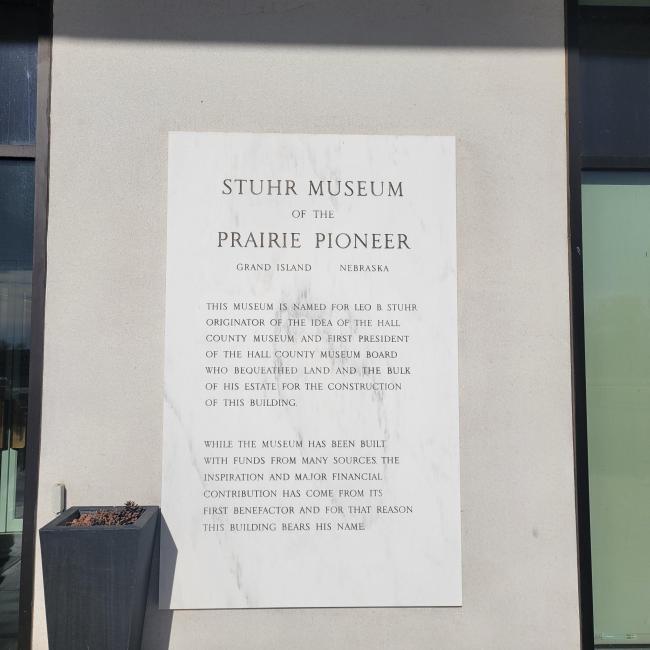 STUHR MUSEUM
OF THE
PRAIRIE PIONEER
GRAND ISLAND NEBRASKA
THIS MUSEUM IS NAMED FOR LEO B. STUHR
ORIGINATOR OF THE IDEA OF THE HALL
COUNTY MUSEUM AND FIRST PRESIDENT
OF THE HALL COUNTY MUSEUM BOARD
WHO BEQUEATHED LAND AND THE BULK
OF HIS ESTATE FOR THE CONSTRUCTION
OF THIS BUILDING.
WHILE THE MUSEUM HAS BEEN BUILT
WITH FUNDS FROM MANY SOURCES, THE
INSPIRATION AND MAJOR FINANCIAL
CONTRIBUTION HAS COME FROM ITS
FIRST BENEFACTOR AND FOR THAT REASON
THIS BUILDING BEARS HIS NAME.